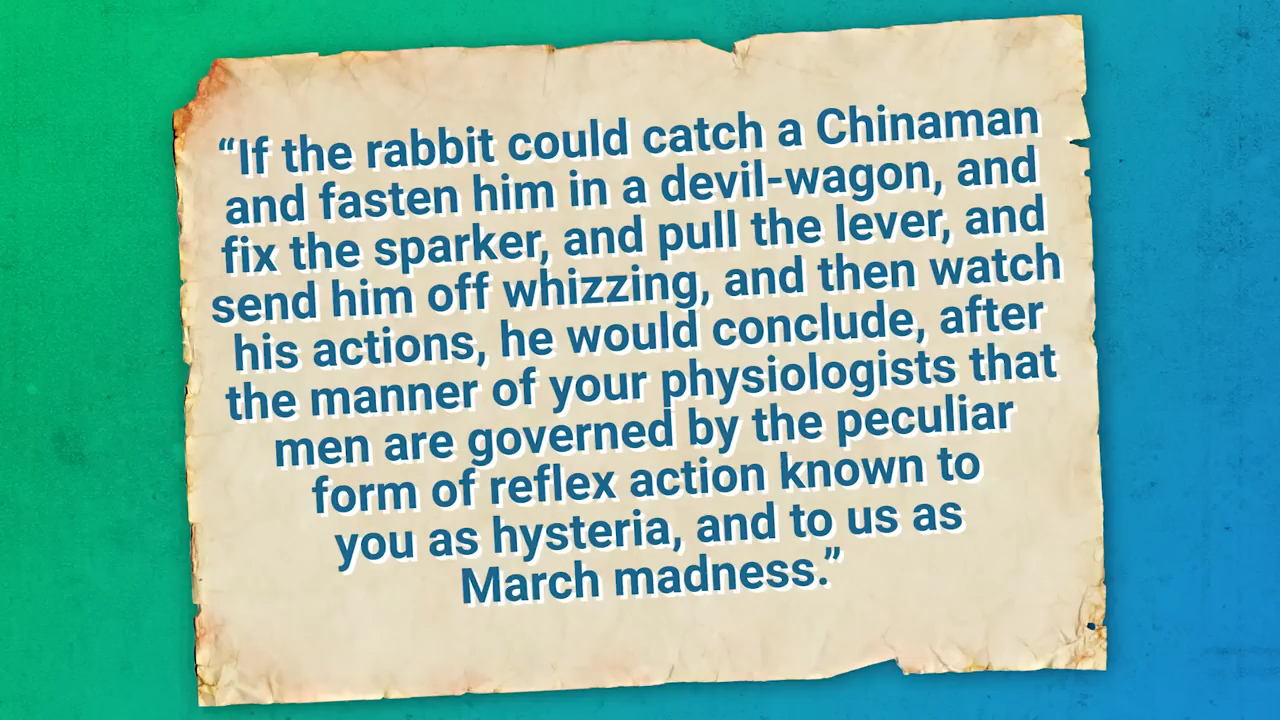 “If the rabbit could catch a Chinaman
and fasten him in a devil-wagon, and
fix the sparker, and pull the lever, and
send him off whizzing, and then watch
his actions, he would conclude, after
the manner of your physiologists that
men are governed by the peculiar
form of reflex action known to
you as hysteria, and to us as
March madness.”